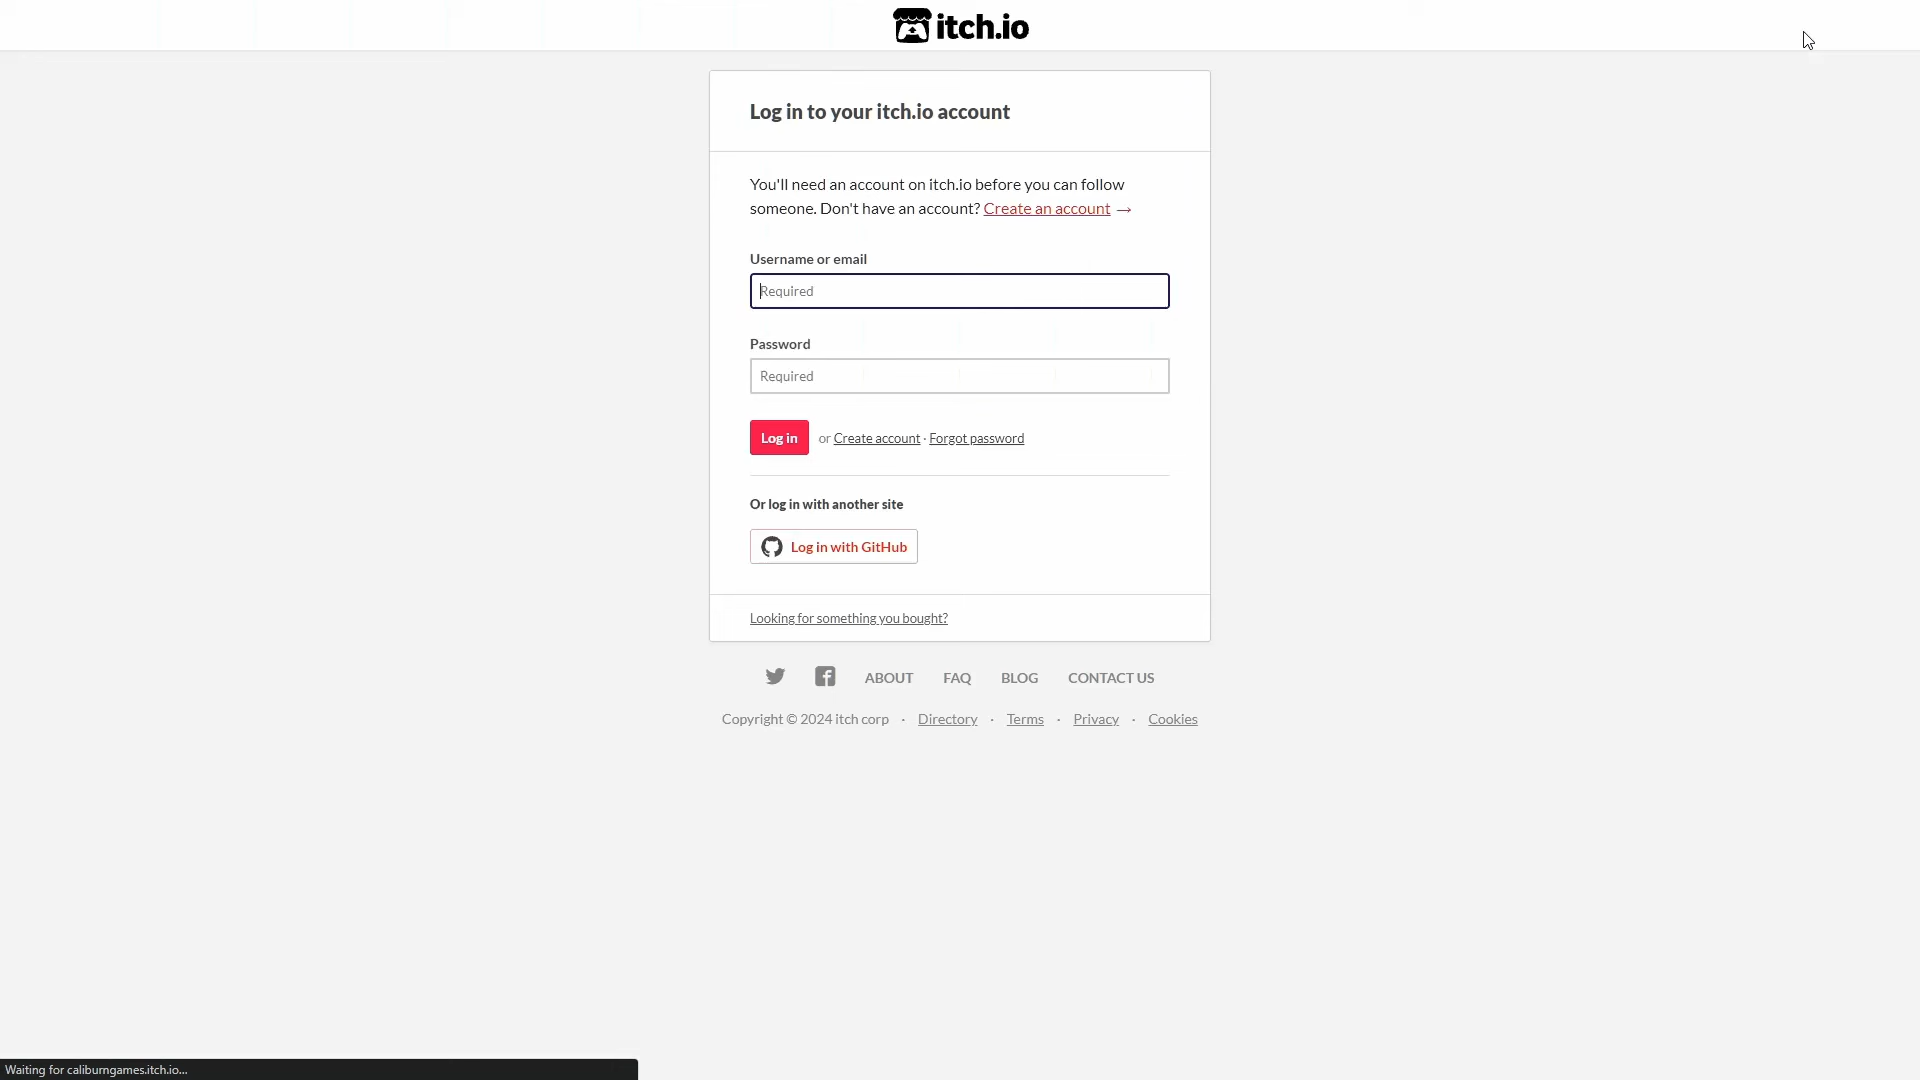 itch.io
Log in to your itch.io account
You'll need an account on itch.io before you can follow
someone. Don't have an account? Create an account →
Username or email
Required
Password
Required
Log in or Create account · Forgot password
Or log in with another site
Log in with GitHub
Looking for something you bought?
ABOUT FAQ BLOG CONTACT US
Copyright © 2024 itch corp · Directory · Terms · Privacy · Cookies
Waiting for caliburngames.itch.io...